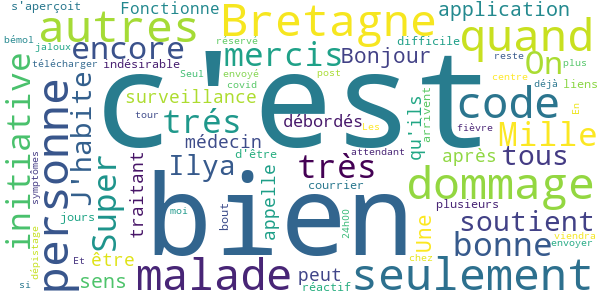 s'aperçoit
Fonctionne
Bretagne
application
autres
quand
bémol
encore
mercis
difficile
jaloux
réserve
Bonjour
On
reste
télécharger
indésirable
c'est
Seul
envoyé
post
centre
déjà
plus
liens
covid
surveillance
code
initiative
personne
J'habite
trés
tour
débordés
Les
qu'ils
arrivent
fièvre
En
Mille
médecin
d'être
attendant
Super
traitant
Ilya
très
après
tous
symptômes
bien
appelle
courrier
dommage
plusieurs
jours
moi
bout
24h00
Une
soutient
dépistage
Et
être
chez
bonne
viendra
envoyer
si
sens
malade
peut
réactif
seulement